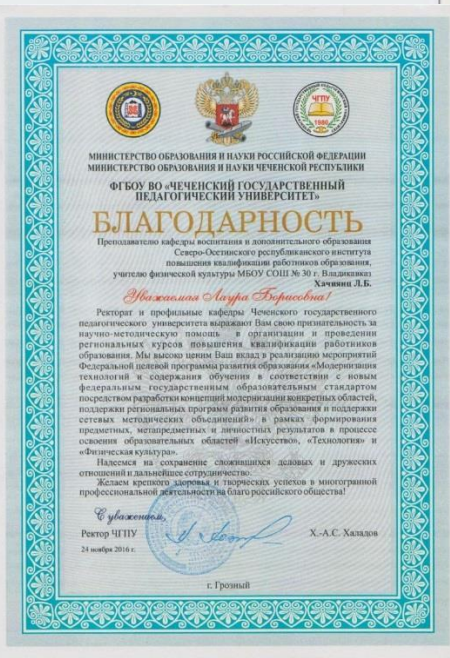 ЧГПУ
1980
МИНИСТЕРСТВО ОБРАЗОВАНИЯ И НАУКИ РОССИЙСКОЙ ФЕДЕРАЦИИ
МИНИСТЕРСТВО ОБРАЗОВАНИЯ И НАУКИ ЧЕЧЕНСКОЙ РЕСПУБЛИКИ
ФГБОУ ВО «ЧЕЧЕНСКИЙ ГОСУДАРСТВЕННЫЙ
ПЕДАГОГИЧЕСКИЙ УНИВЕРСИТЕТ»
БЛАГОДАРНОСТЬ
Преподавателю кафедры воспитания и дополнительного образования
Северо-Осетинского республиканского института
повышения квалификации работников образования,
учителю физической культуры МБОУ СОШ № 30 г. Владикавказ
Хачиянц Л.Б.
Уважаемая Лаура Борисовна!
Ректорат и профильные кафедры Чеченского государственного
педагогического университета выражают Вам свою признательность за
научно-методическую помощь в организации и проведении
региональных курсов повышения квалификации работников
образования. Мы высоко ценим Ваш вклад в реализацию мероприятий
Федеральной целевой программы развития образования «Модернизация
технологий и содержания обучения в соответствии с новым
федеральным государственным образовательным стандартом
посредством разработки концепций модернизации конкретных областей,
поддержки региональных программ развития образования и поддержки
сетевых методических объединений» в рамках формирования
предметных, метапредметных и личностных результатов в процессе
освоения образовательных областей «Искусство», «Технология» и
«Физическая культура».
Надеемся на сохранение сложившихся деловых и дружеских
отношений и дальнейшее сотрудничество.
Желаем крепкого здоровья и творческих успехов в многогранной
профессиональной деятельности на благо российского общества!
С уважением,
Ректор ЧГПУ Х.-А.С. Халадов
24 ноября 2016 г.
г. Грозный